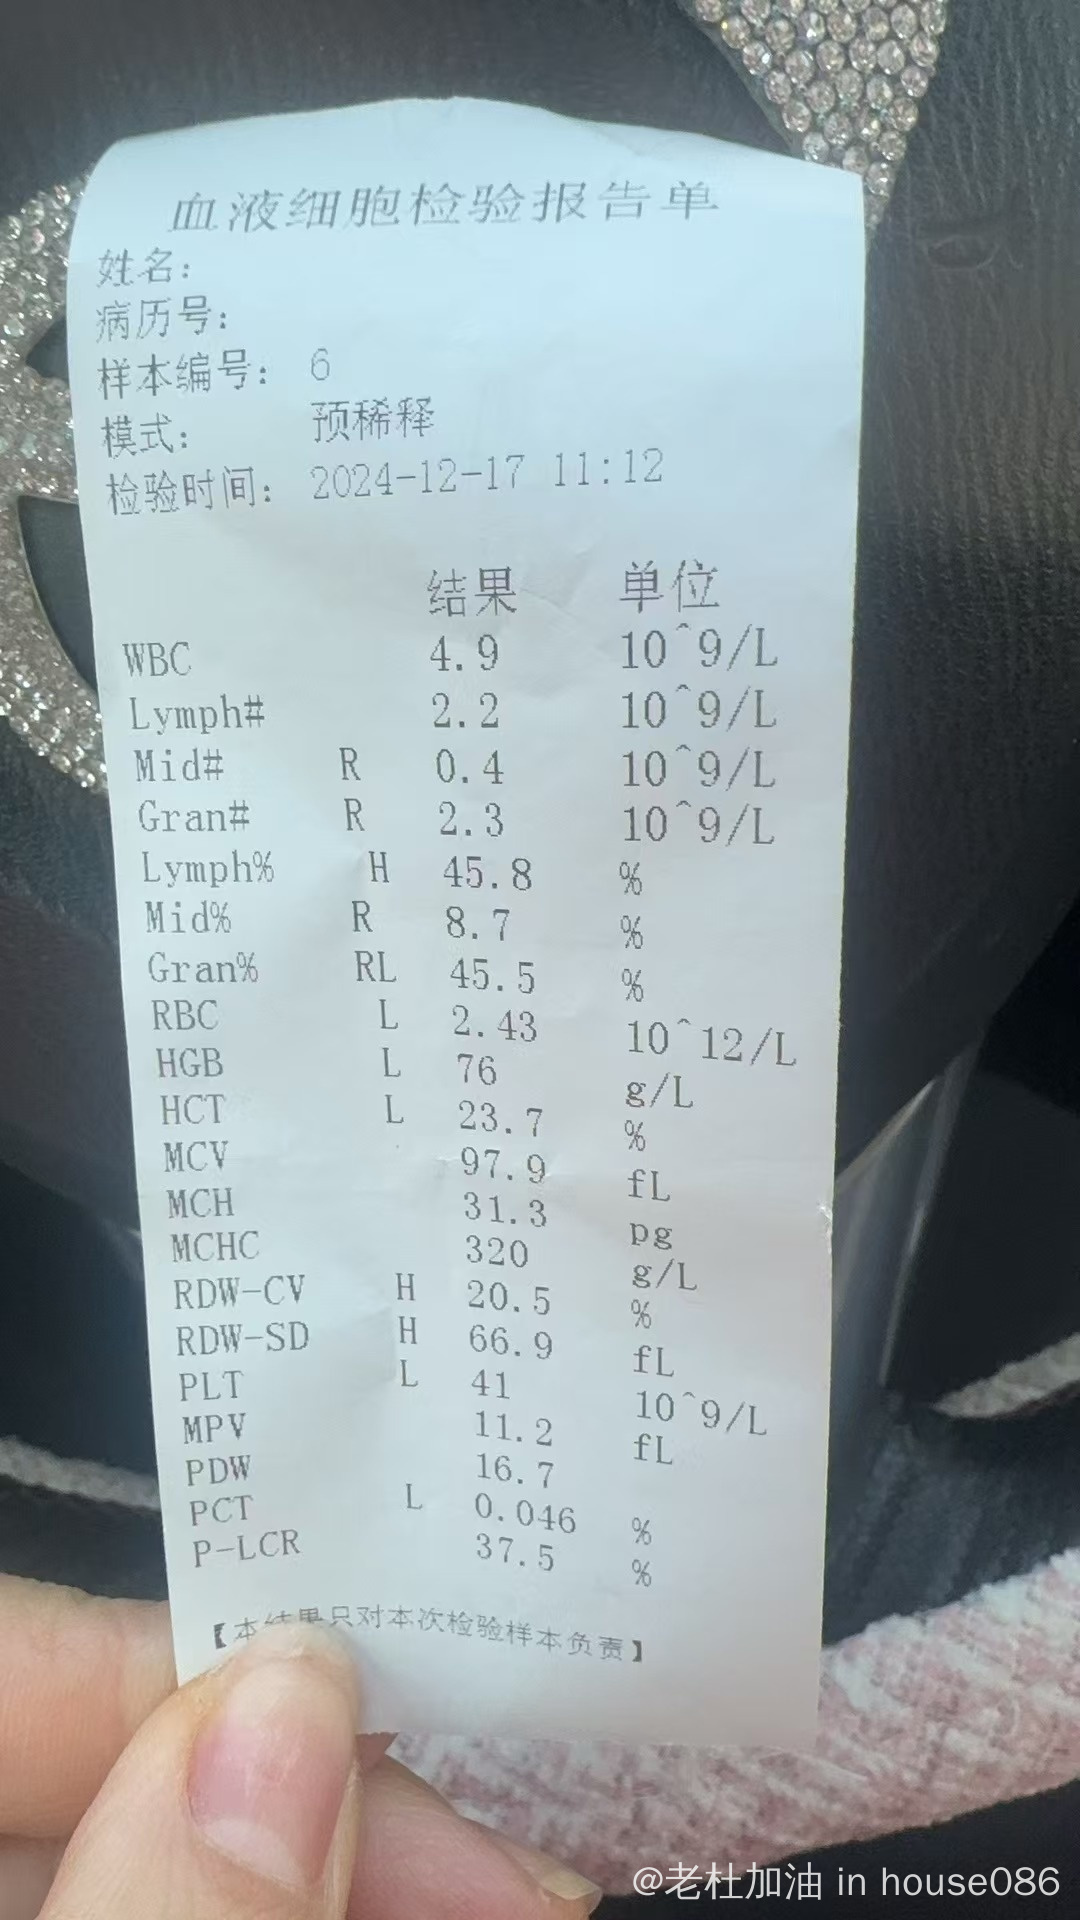 血液细胞检验报告单
姓名:
病历号:
样本编号: 6
模式: 预稀释
检验时间: 2024-12-17 11:12
结果 单位
WBC 4.9 10^9/L
Lymph# 2.2 10^9/L
Mid# R 0.4 10^9/L
Gran# R 2.3 10^9/L
Lymph% H 45.8 %
Mid% R 8.7 %
Gran% RL 45.5 %
RBC L 2.43 10^12/L
HGB L 76 g/L
HCT L 23.7 %
MCV 97.9 fL
MCH 31.3 pg
MCHC 320 g/L
RDW-CV H 20.5 %
RDW-SD H 66.9 fL
PLT L 41 10^9/L
MPV 11.2 fL
PDW 16.7
PCT L 0.046 %
P-LCR 37.5 %
【本结果只对本次检验样本负责】
@老杜加油 in house086